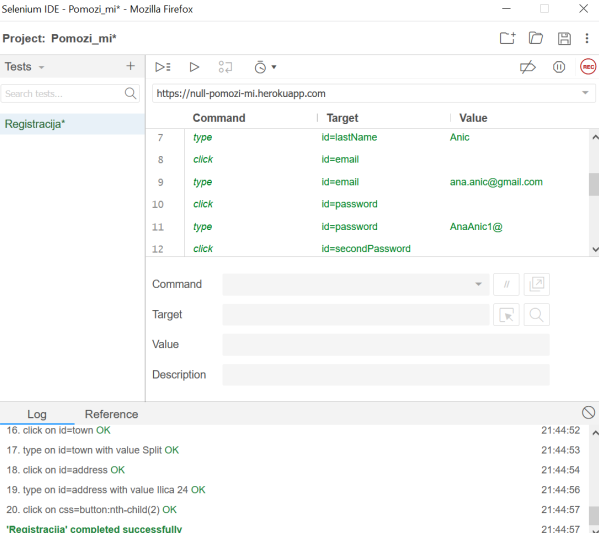 Selenium IDE - Pomozi_mi* - Mozilla Firefox
Project: Pomozi_mi*
Tests
REC
Search tests...
https://null-pomozi-mi.herokuapp.com
Registracija*
Command Target Value
7 type id=lastName Anic
8 click id=email
9 type id=email ana.anic@gmail.com
10 click id=password
11 type id=password AnaAnic1@
12 click id=secondPassword
Command //
Target
Value
Description
Log Reference
16. click on id=town OK 21:44:52
17. type on id=town with value Split OK 21:44:53
18. click on id=address OK 21:44:54
19. type on id=address with value Ilica 24 OK 21:44:56
20. click on css=button:nth-child(2) OK 21:44:57
'Registracija' completed successfully 21:44:57